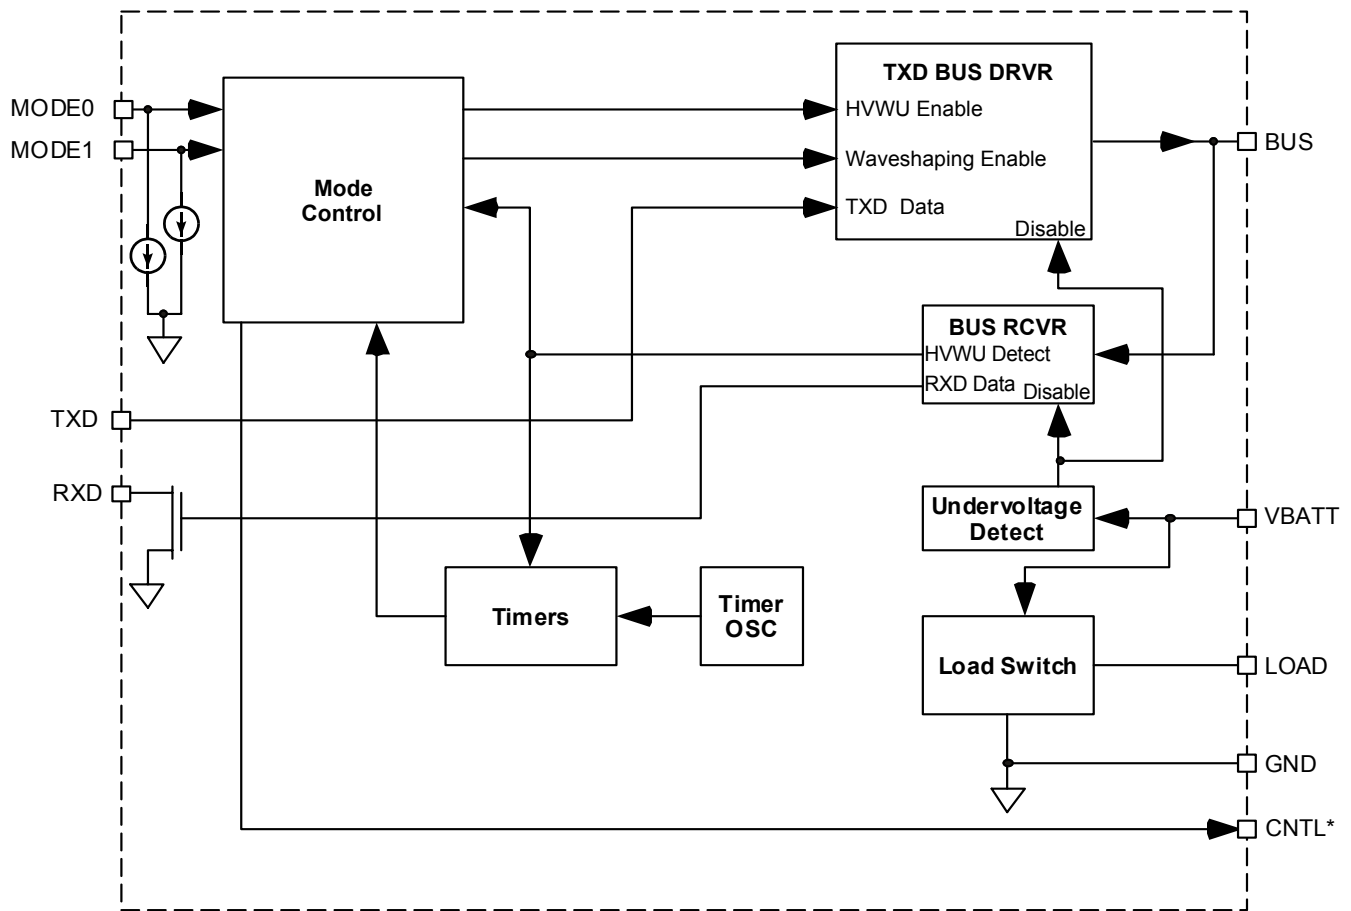 TXD BUS DRVR
MODE0
HVWU Enable
MODE1
BUS
Waveshaping Enable
Mode
Control
TXD Data
Disable
BUS RCVR
HVWU Detect
RXD Data
Disable
TXD
RXD
Undervoltage
Detect
VBATT
Timers
Timer
OSC
Load Switch
LOAD
GND
CNTL*